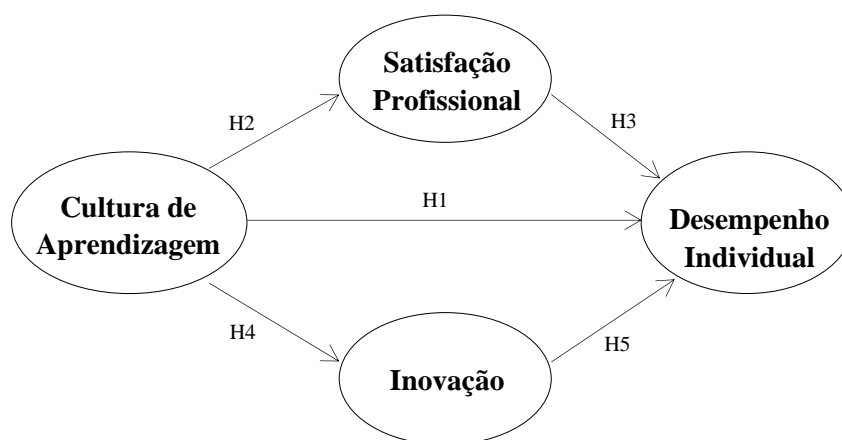 Satisfação
Profissional
H2
H3
Cultura de
Aprendizagem
H1
Desempenho
Individual
H4
H5
Inovação